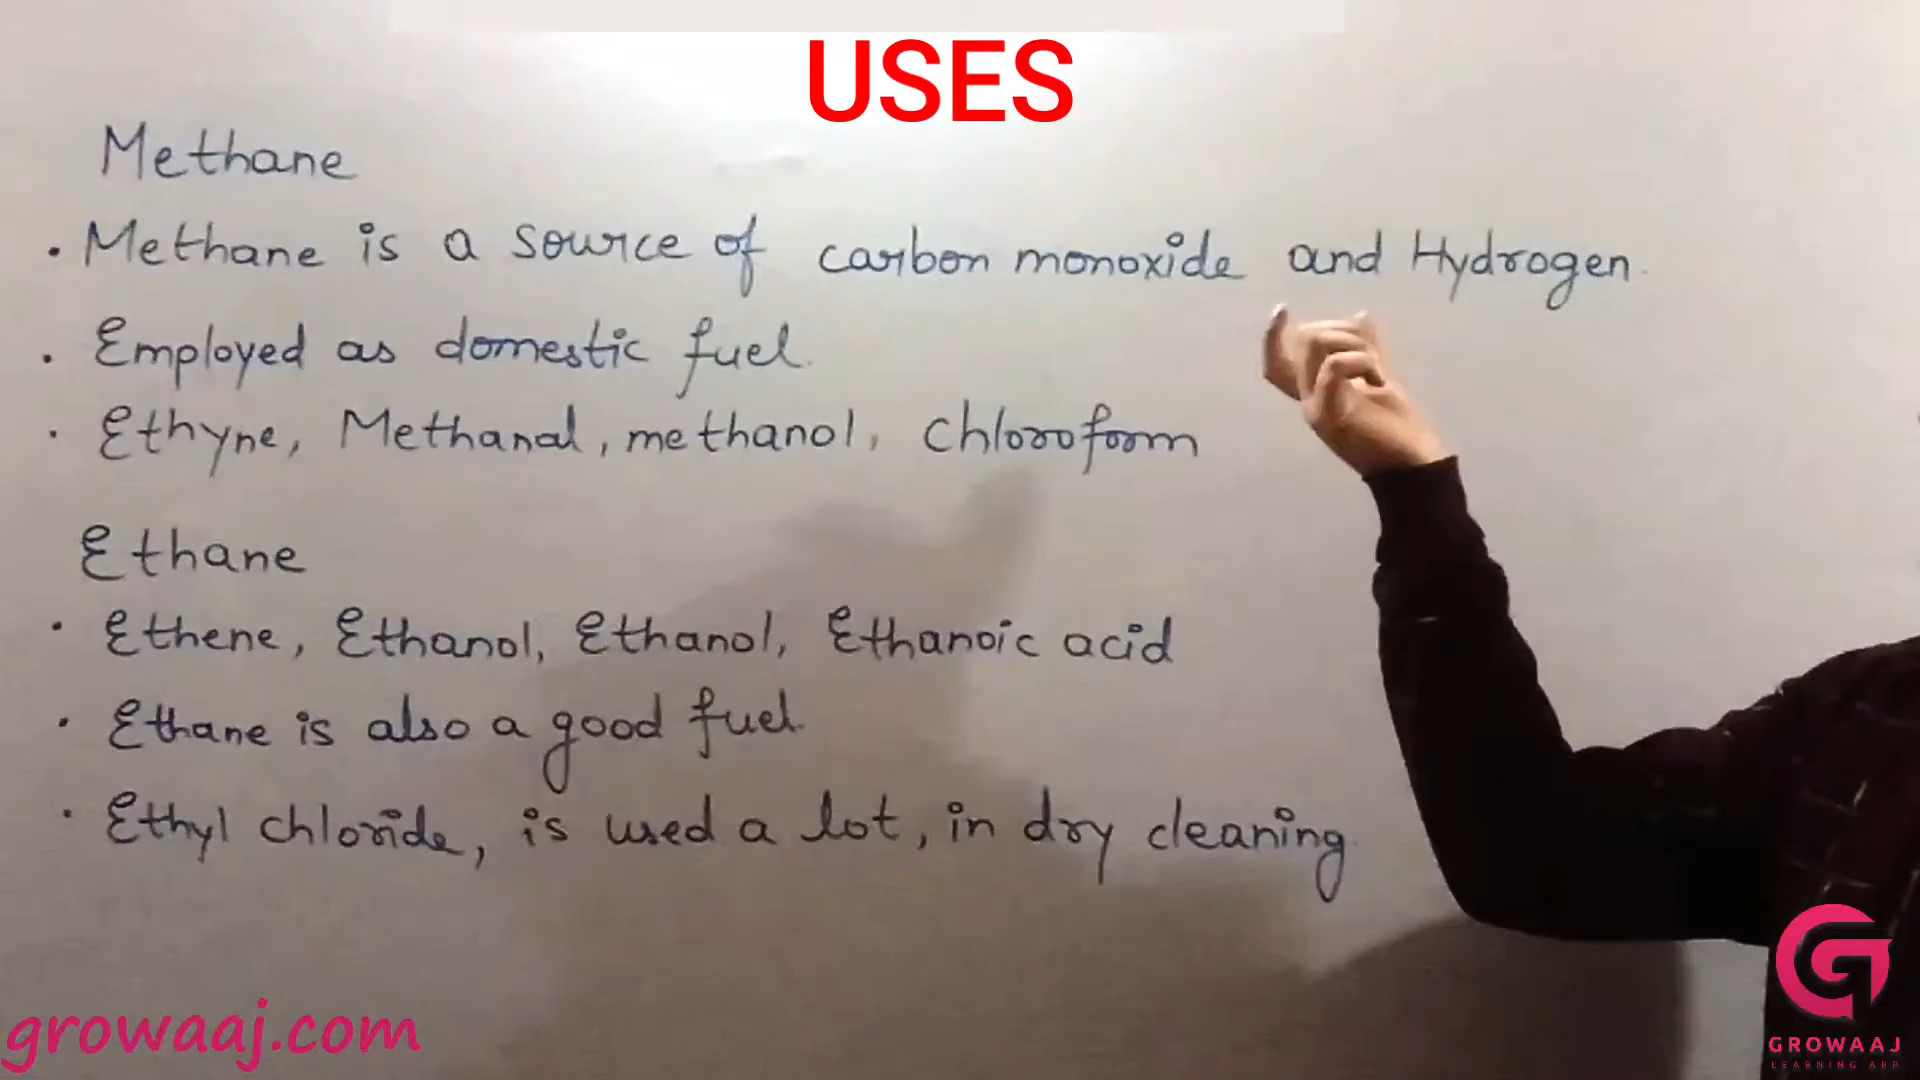 USES
Methane
• Methane is a source of carbon monoxide and Hydrogen.
• Employed as domestic fuel.
• Ethyne, Methanal, methanol, chloroform
Ethane
• Ethene, Ethanol, Ethanol, Ethanoic acid
• Ethane is also a good fuel.
• Ethyl chloride, is used a lot, in dry cleaning.
growaaj.com
GROWAAJ
LEARNING APP